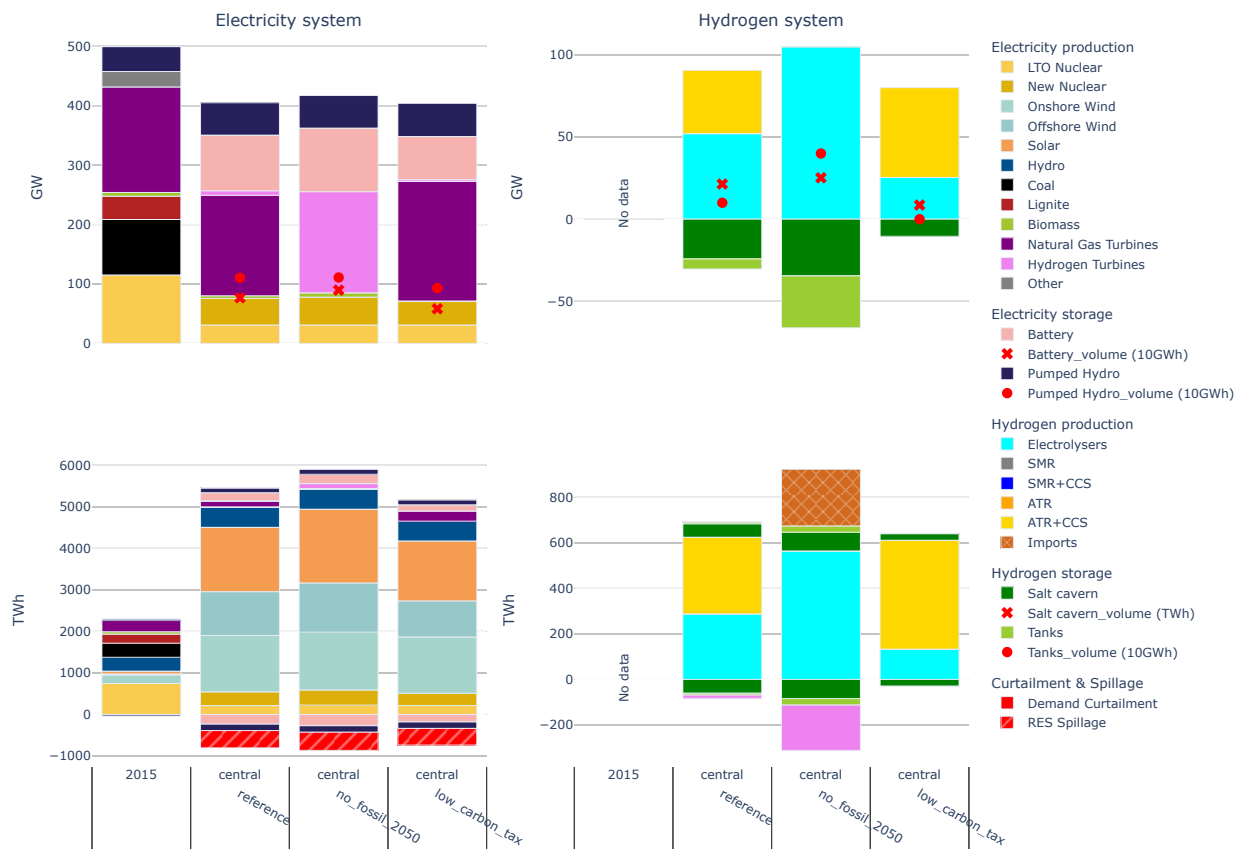 Electricity system
Hydrogen system
500
400
300
200
100
0
GW
100
50
0
−50
GW
No data
6000
5000
4000
3000
2000
1000
0
−1000
TWh
800
600
400
200
0
−200
TWh
No data
2015
central
central
central
reference
no_fossil_2050
low_carbon_tax
2015
central
central
central
reference
no_fossil_2050
low_carbon_tax
Electricity production
LTO Nuclear
New Nuclear
Onshore Wind
Offshore Wind
Solar
Hydro
Coal
Lignite
Biomass
Natural Gas Turbines
Hydrogen Turbines
Other
Electricity storage
Battery
Battery_volume (10GWh)
Pumped Hydro
Pumped Hydro_volume (10GWh)
Hydrogen production
Electrolysers
SMR
SMR+CCS
ATR
ATR+CCS
Imports
Hydrogen storage
Salt cavern
Salt cavern_volume (TWh)
Tanks
Tanks_volume (10GWh)
Curtailment & Spillage
Demand Curtailment
RES Spillage